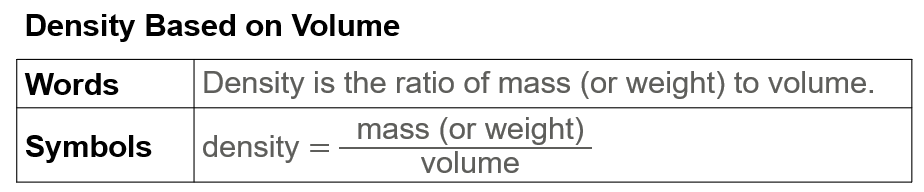 Density Based on Volume
Words Density is the ratio of mass (or weight) to volume.
Symbols density = mass (or weight) / volume